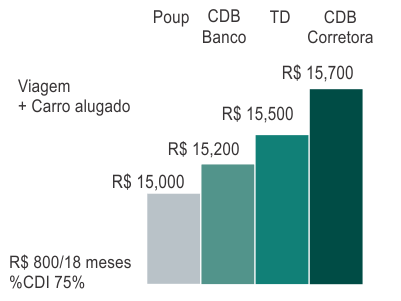 Poup
CDB
Banco
TD
CDB
Corretora
Viagem
+ Carro alugado
R$ 15,700
R$ 15,500
R$ 15,200
R$ 15,000
R$ 800/18 meses
%CDI 75%